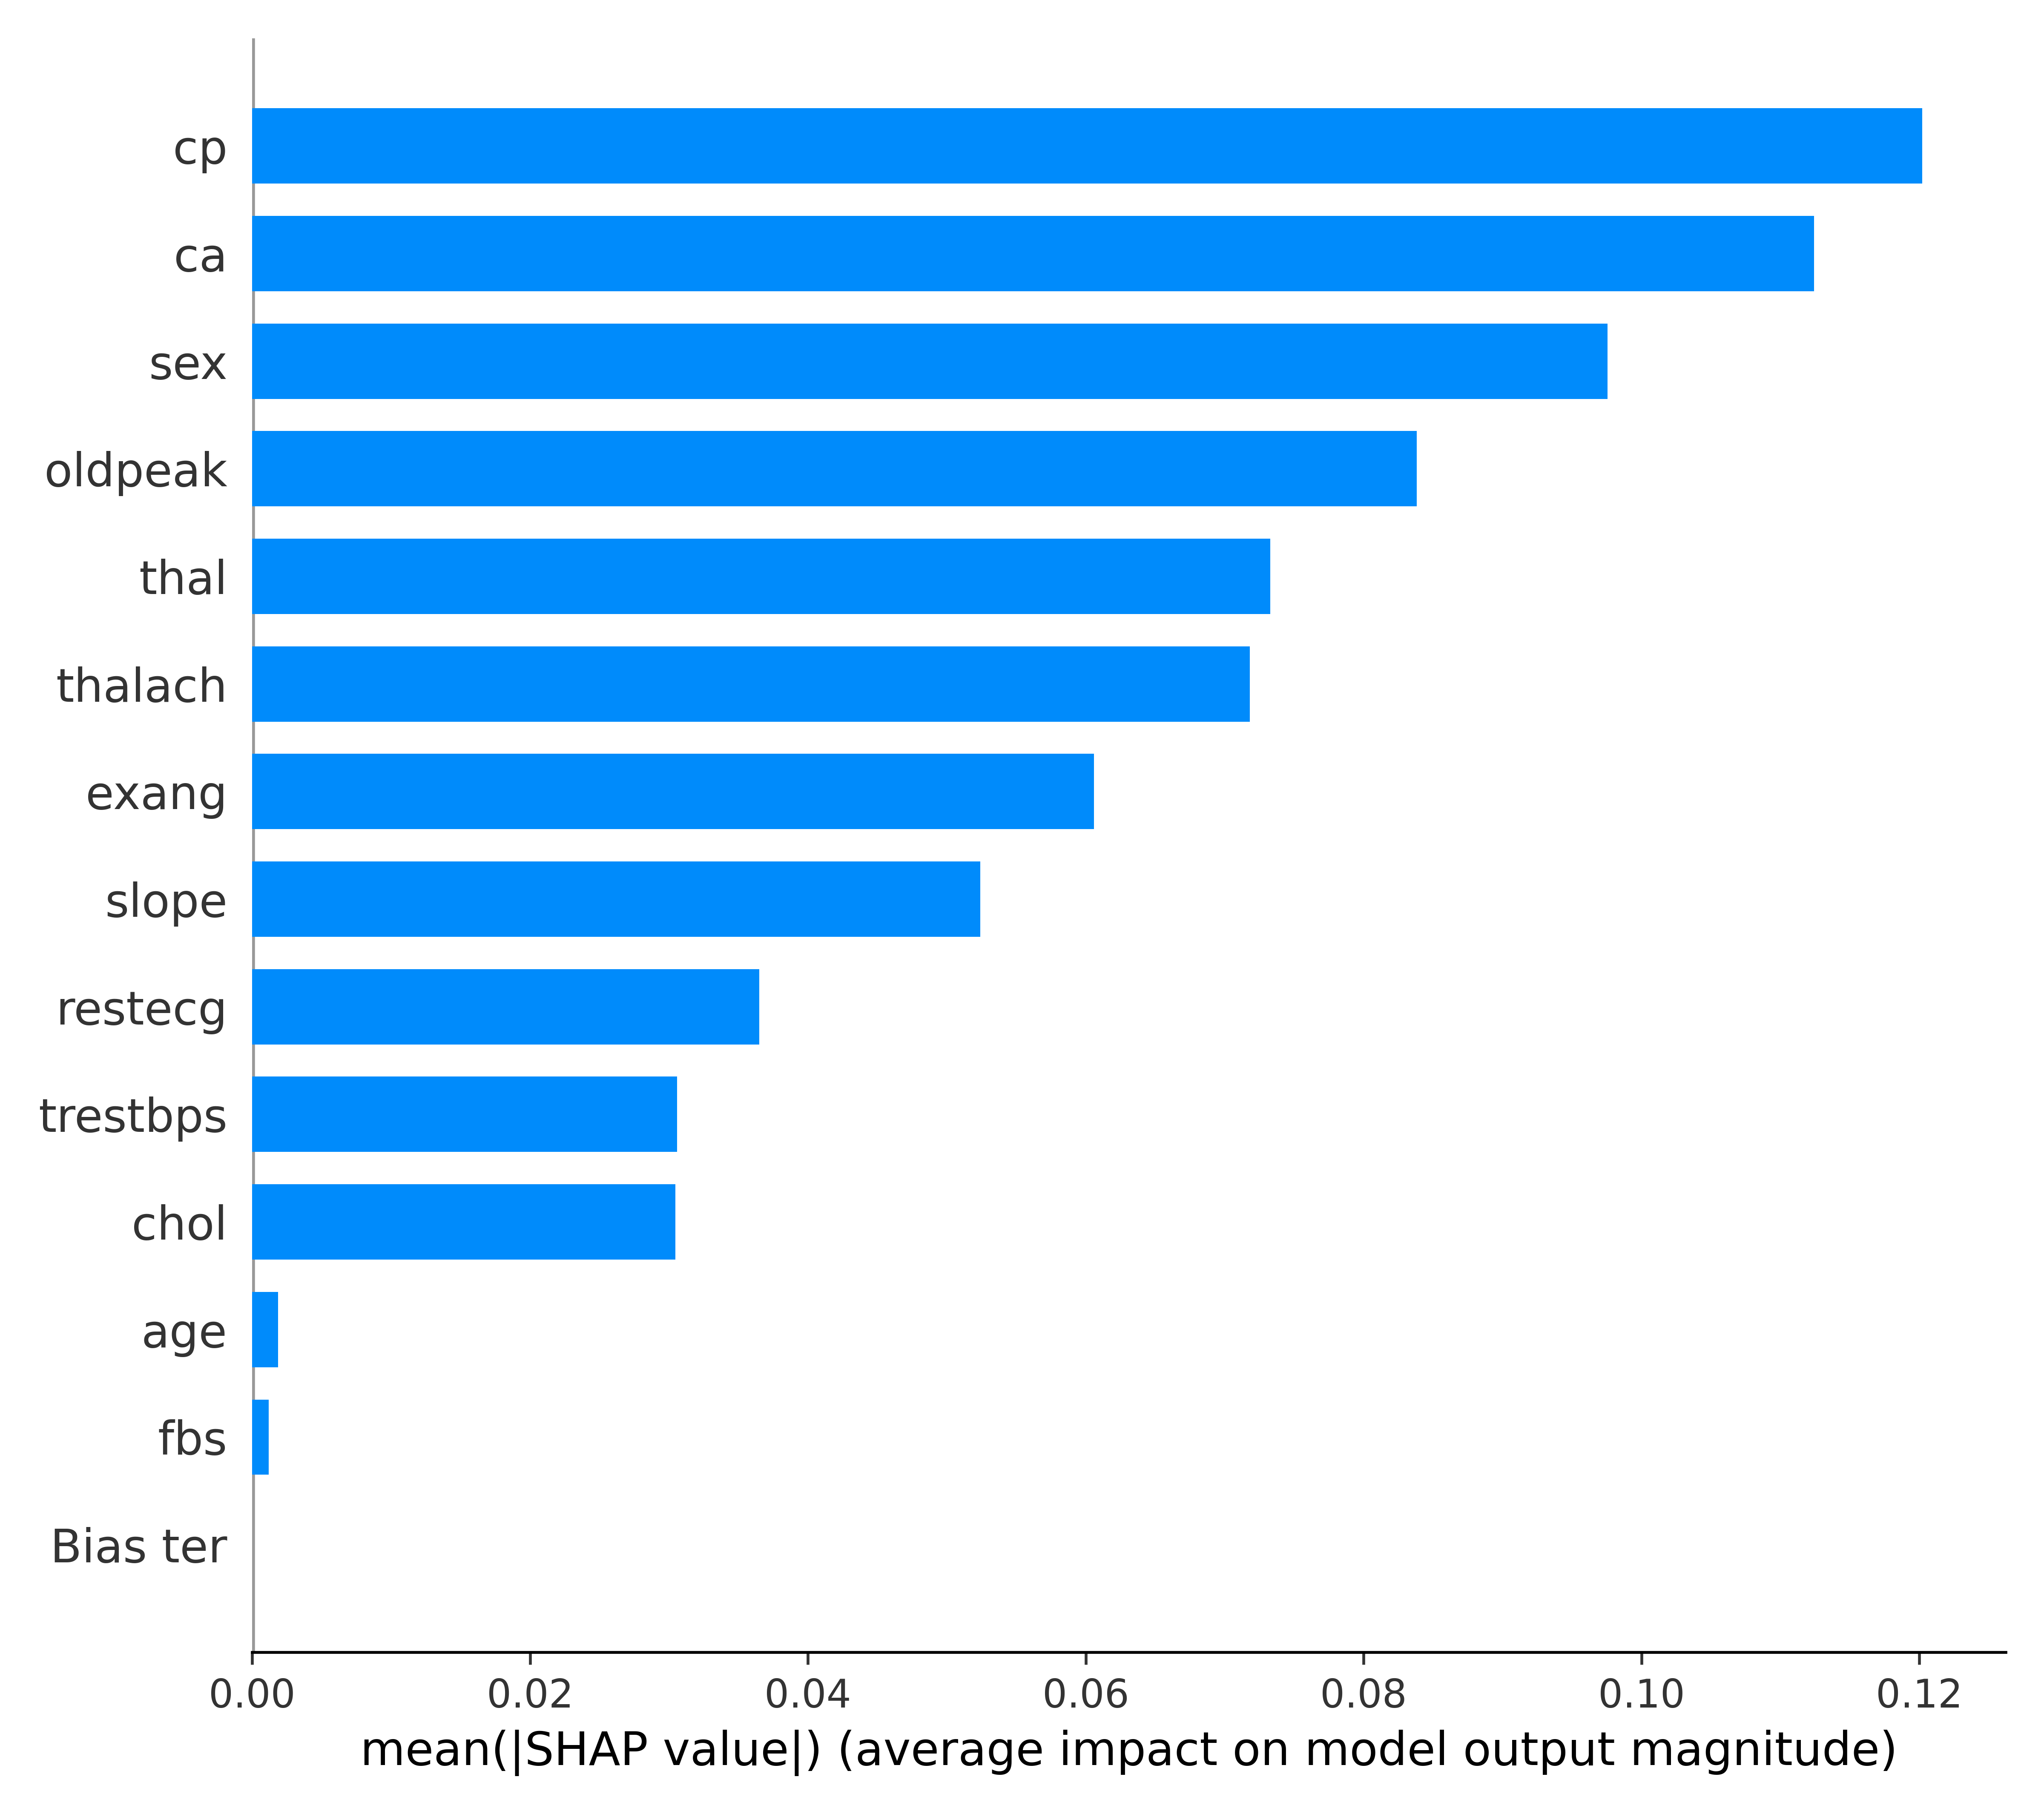 cp
ca
sex
oldpeak
thal
thalach
exang
slope
restecg
trestbps
chol
age
fbs
Bias ter
0.00 0.02 0.04 0.06 0.08 0.10 0.12
mean(|SHAP value|) (average impact on model output magnitude)